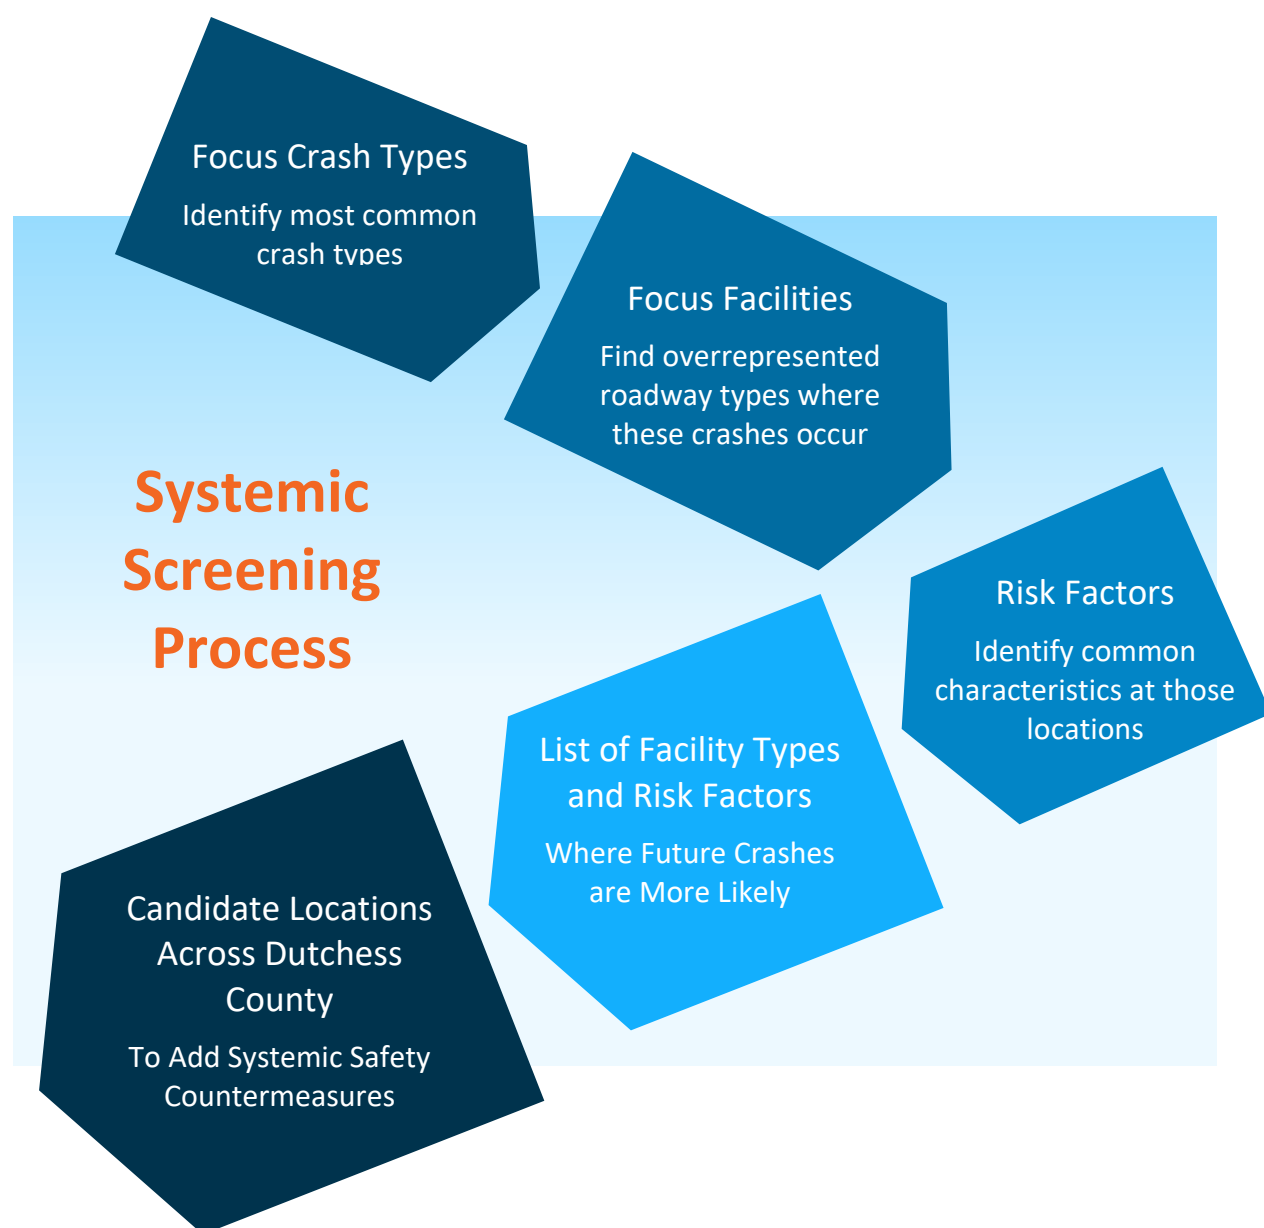 Focus Crash Types
Identify most common
crash types
Focus Facilities
Find overrepresented
roadway types where
these crashes occur
Systemic
Screening
Process
Risk Factors
Identify common
characteristics at those
locations
List of Facility Types
and Risk Factors
Where Future Crashes
are More Likely
Candidate Locations
Across Dutchess
County
To Add Systemic Safety
Countermeasures